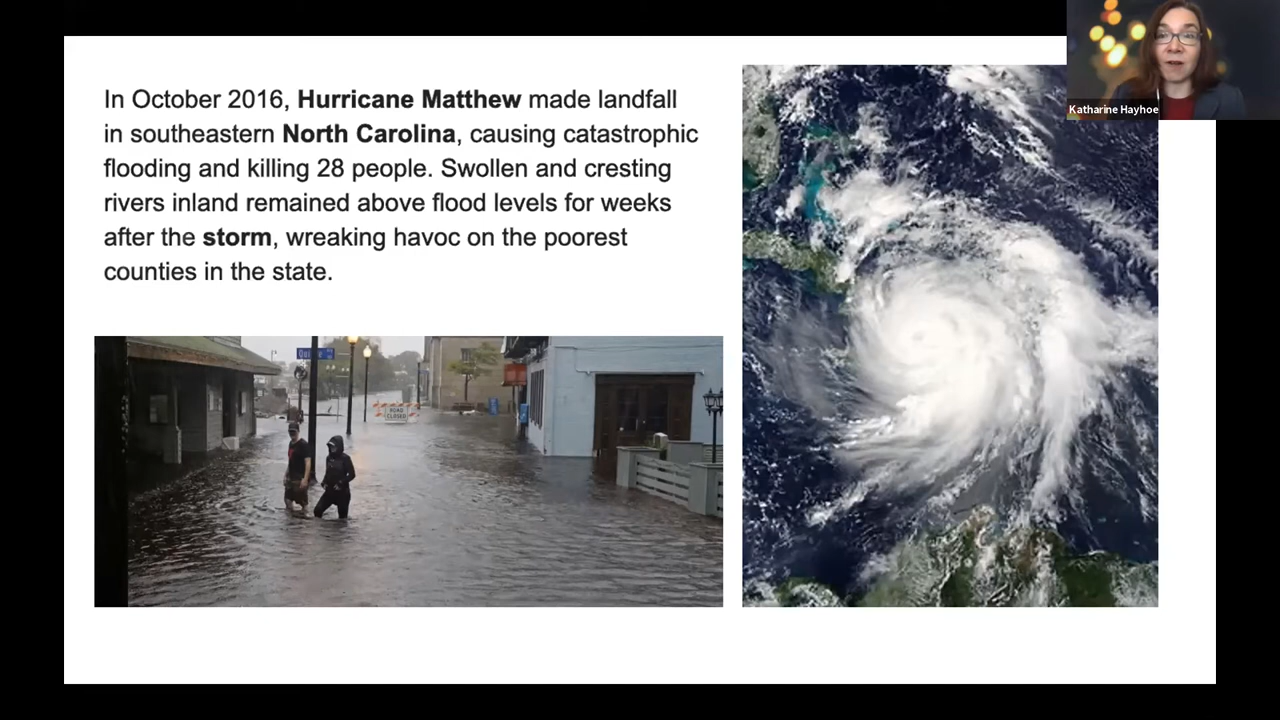 In October 2016, Hurricane Matthew made landfall
in southeastern North Carolina, causing catastrophic
flooding and killing 28 people. Swollen and cresting
rivers inland remained above flood levels for weeks
after the storm, wreaking havoc on the poorest
counties in the state.
Katharine Hayhoe
ROAD
CLOSED